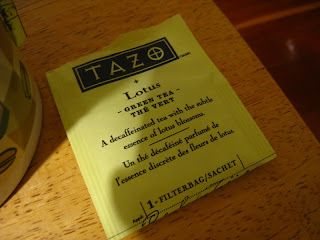 TAZO
Lotus
- GREEN TEA -
THÉ VERT
A decaffeinated tea with the subtle
essence of lotus blossoms.
Un thé décaféiné parfumé de
l'essence discrète des fleurs de lotus.
1 - FILTERBAG/SACHET